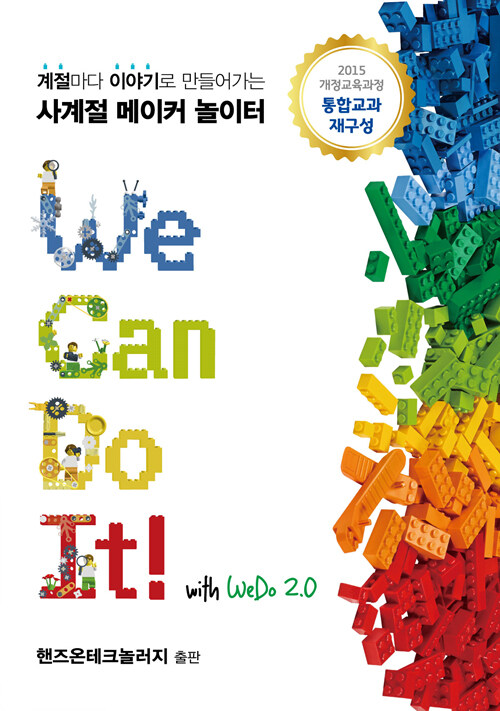 계절마다 이야기로 만들어가는
사계절 메이커 놀이터
2015
개정교육과정
통합교과
재구성
We
Can
Do
It!
with WeDo 2.0
핸즈온테크놀러지 출판